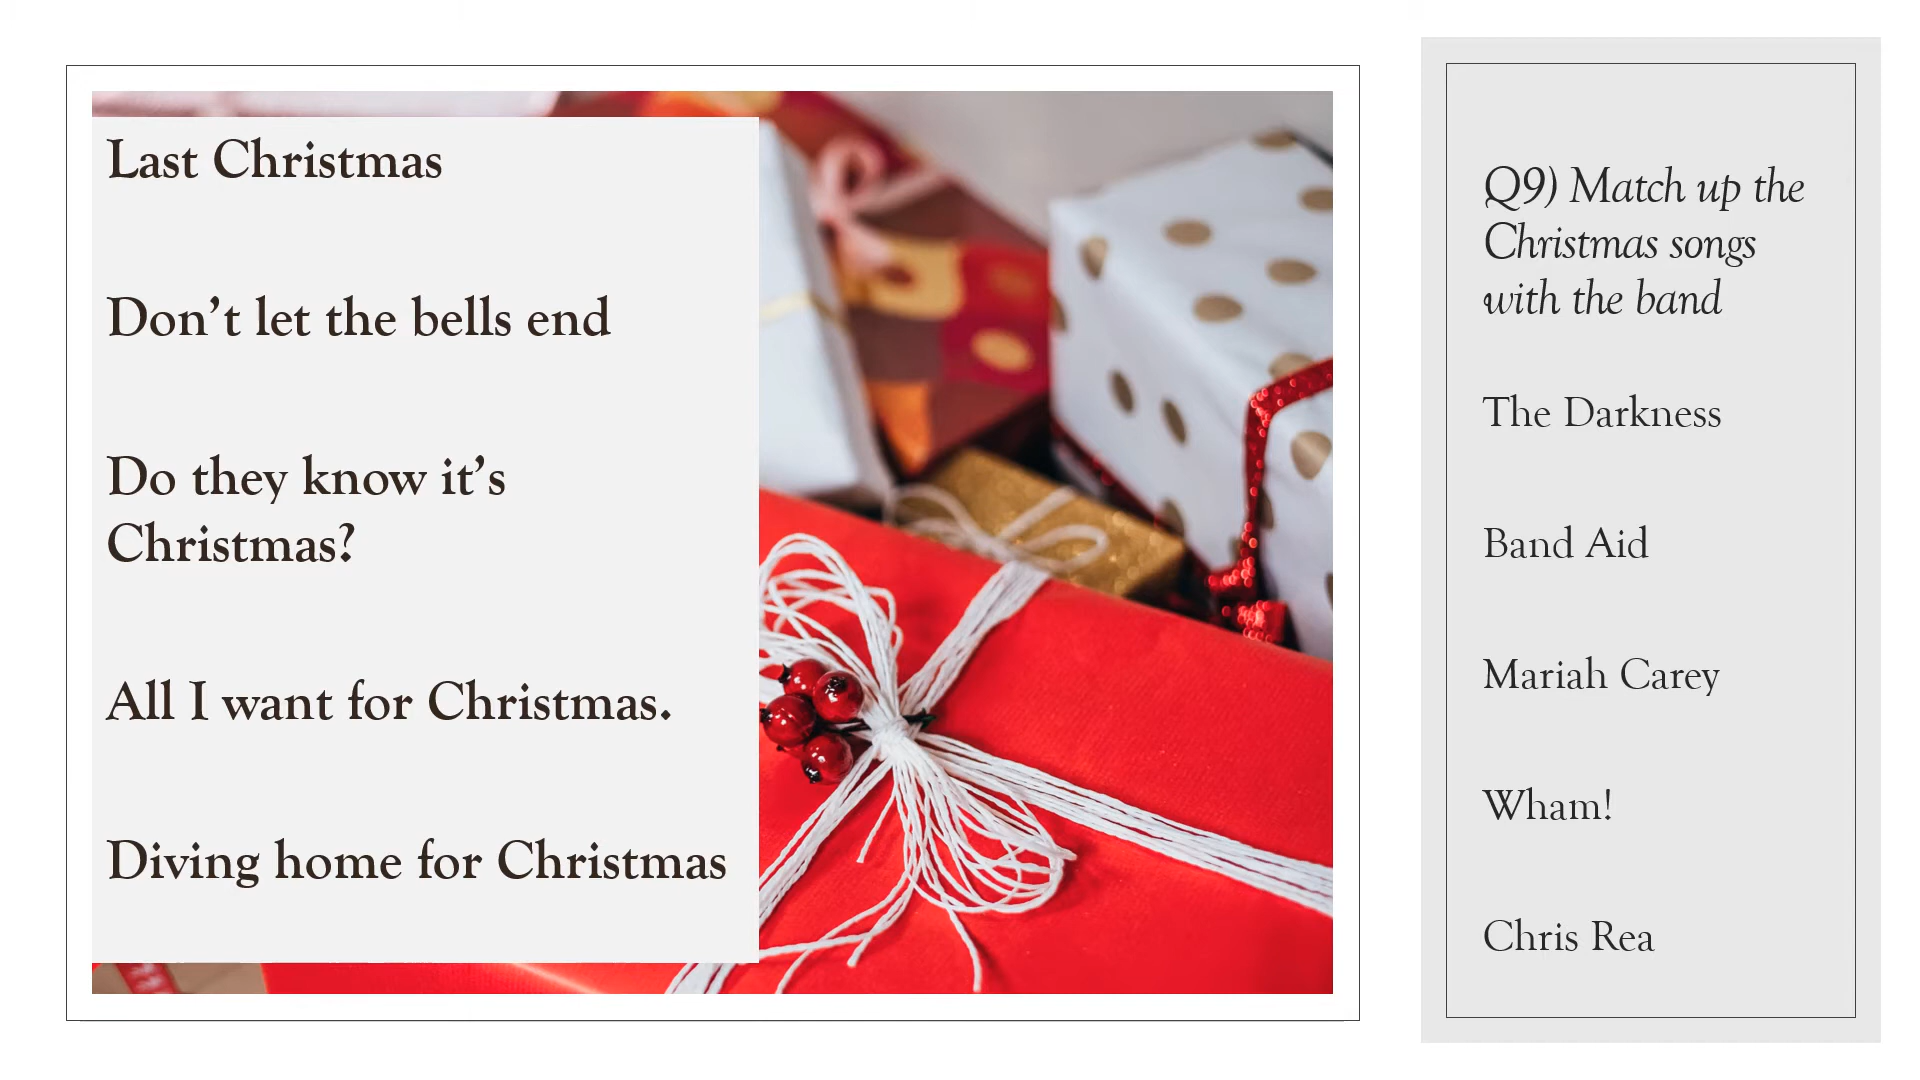 Last Christmas
Don’t let the bells end
Do they know it’s
Christmas?
All I want for Christmas.
Diving home for Christmas
Q9) Match up the
Christmas songs
with the band
The Darkness
Band Aid
Mariah Carey
Wham!
Chris Rea